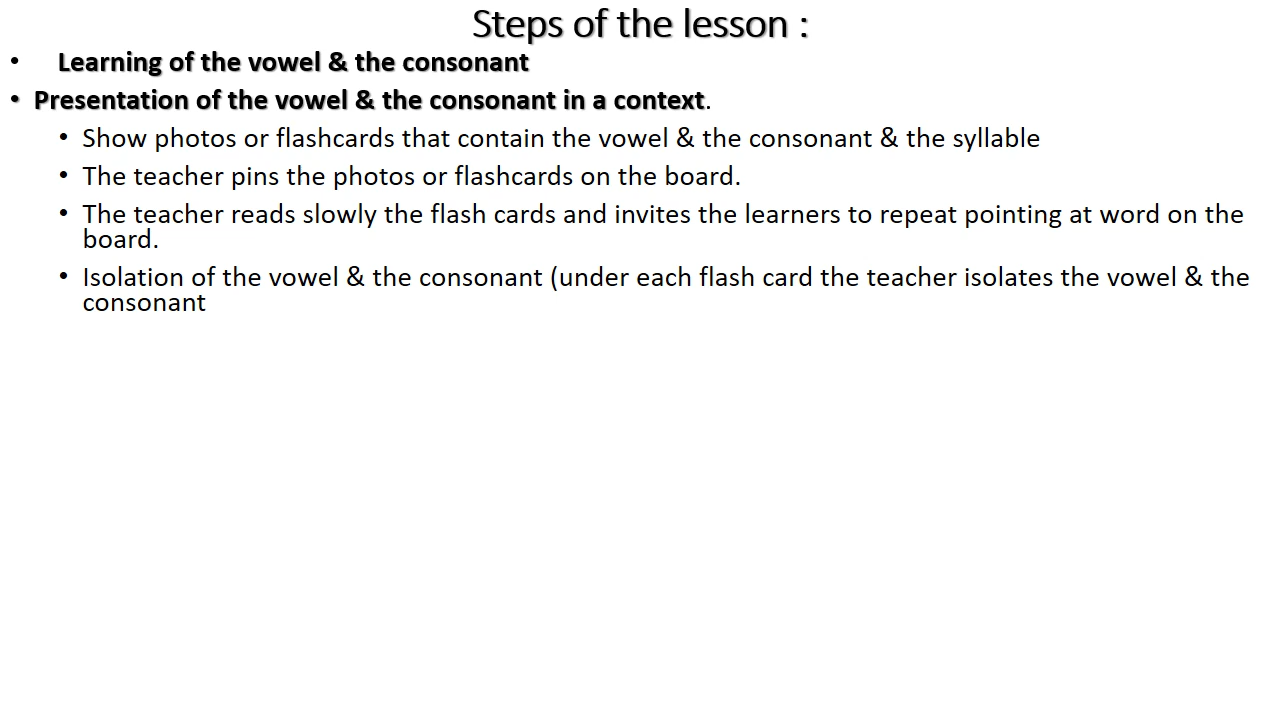 Steps of the lesson :
• Learning of the vowel & the consonant
• Presentation of the vowel & the consonant in a context.
• Show photos or flashcards that contain the vowel & the consonant & the syllable
• The teacher pins the photos or flashcards on the board.
• The teacher reads slowly the flash cards and invites the learners to repeat pointing at word on the
board.
• Isolation of the vowel & the consonant (under each flash card the teacher isolates the vowel & the
consonant